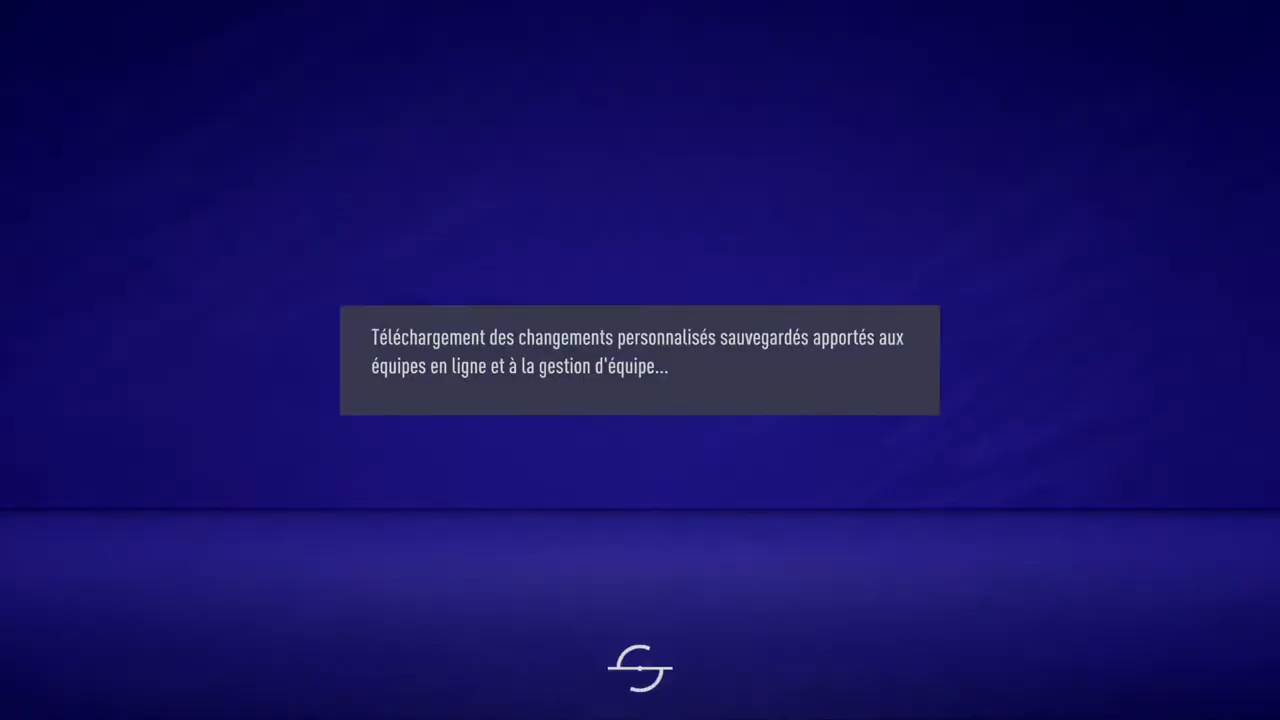 Téléchargement des changements personnalisés sauvegardés apportés aux
équipes en ligne et à la gestion d'équipe...